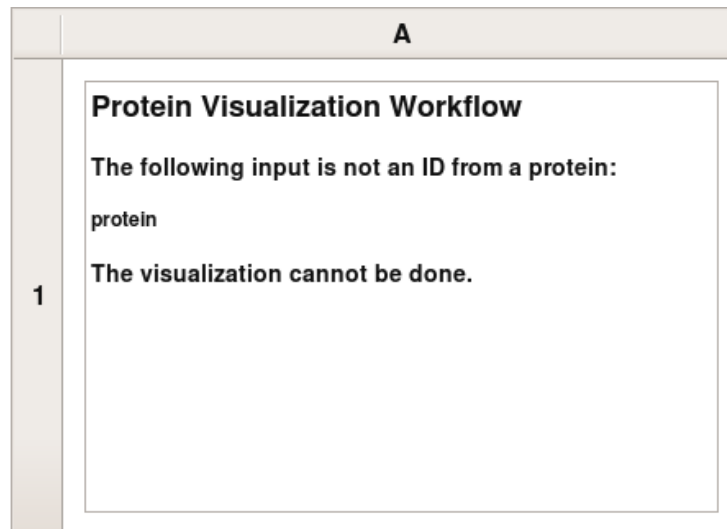 A
Protein Visualization Workflow
The following input is not an ID from a protein:
protein
The visualization cannot be done.
1